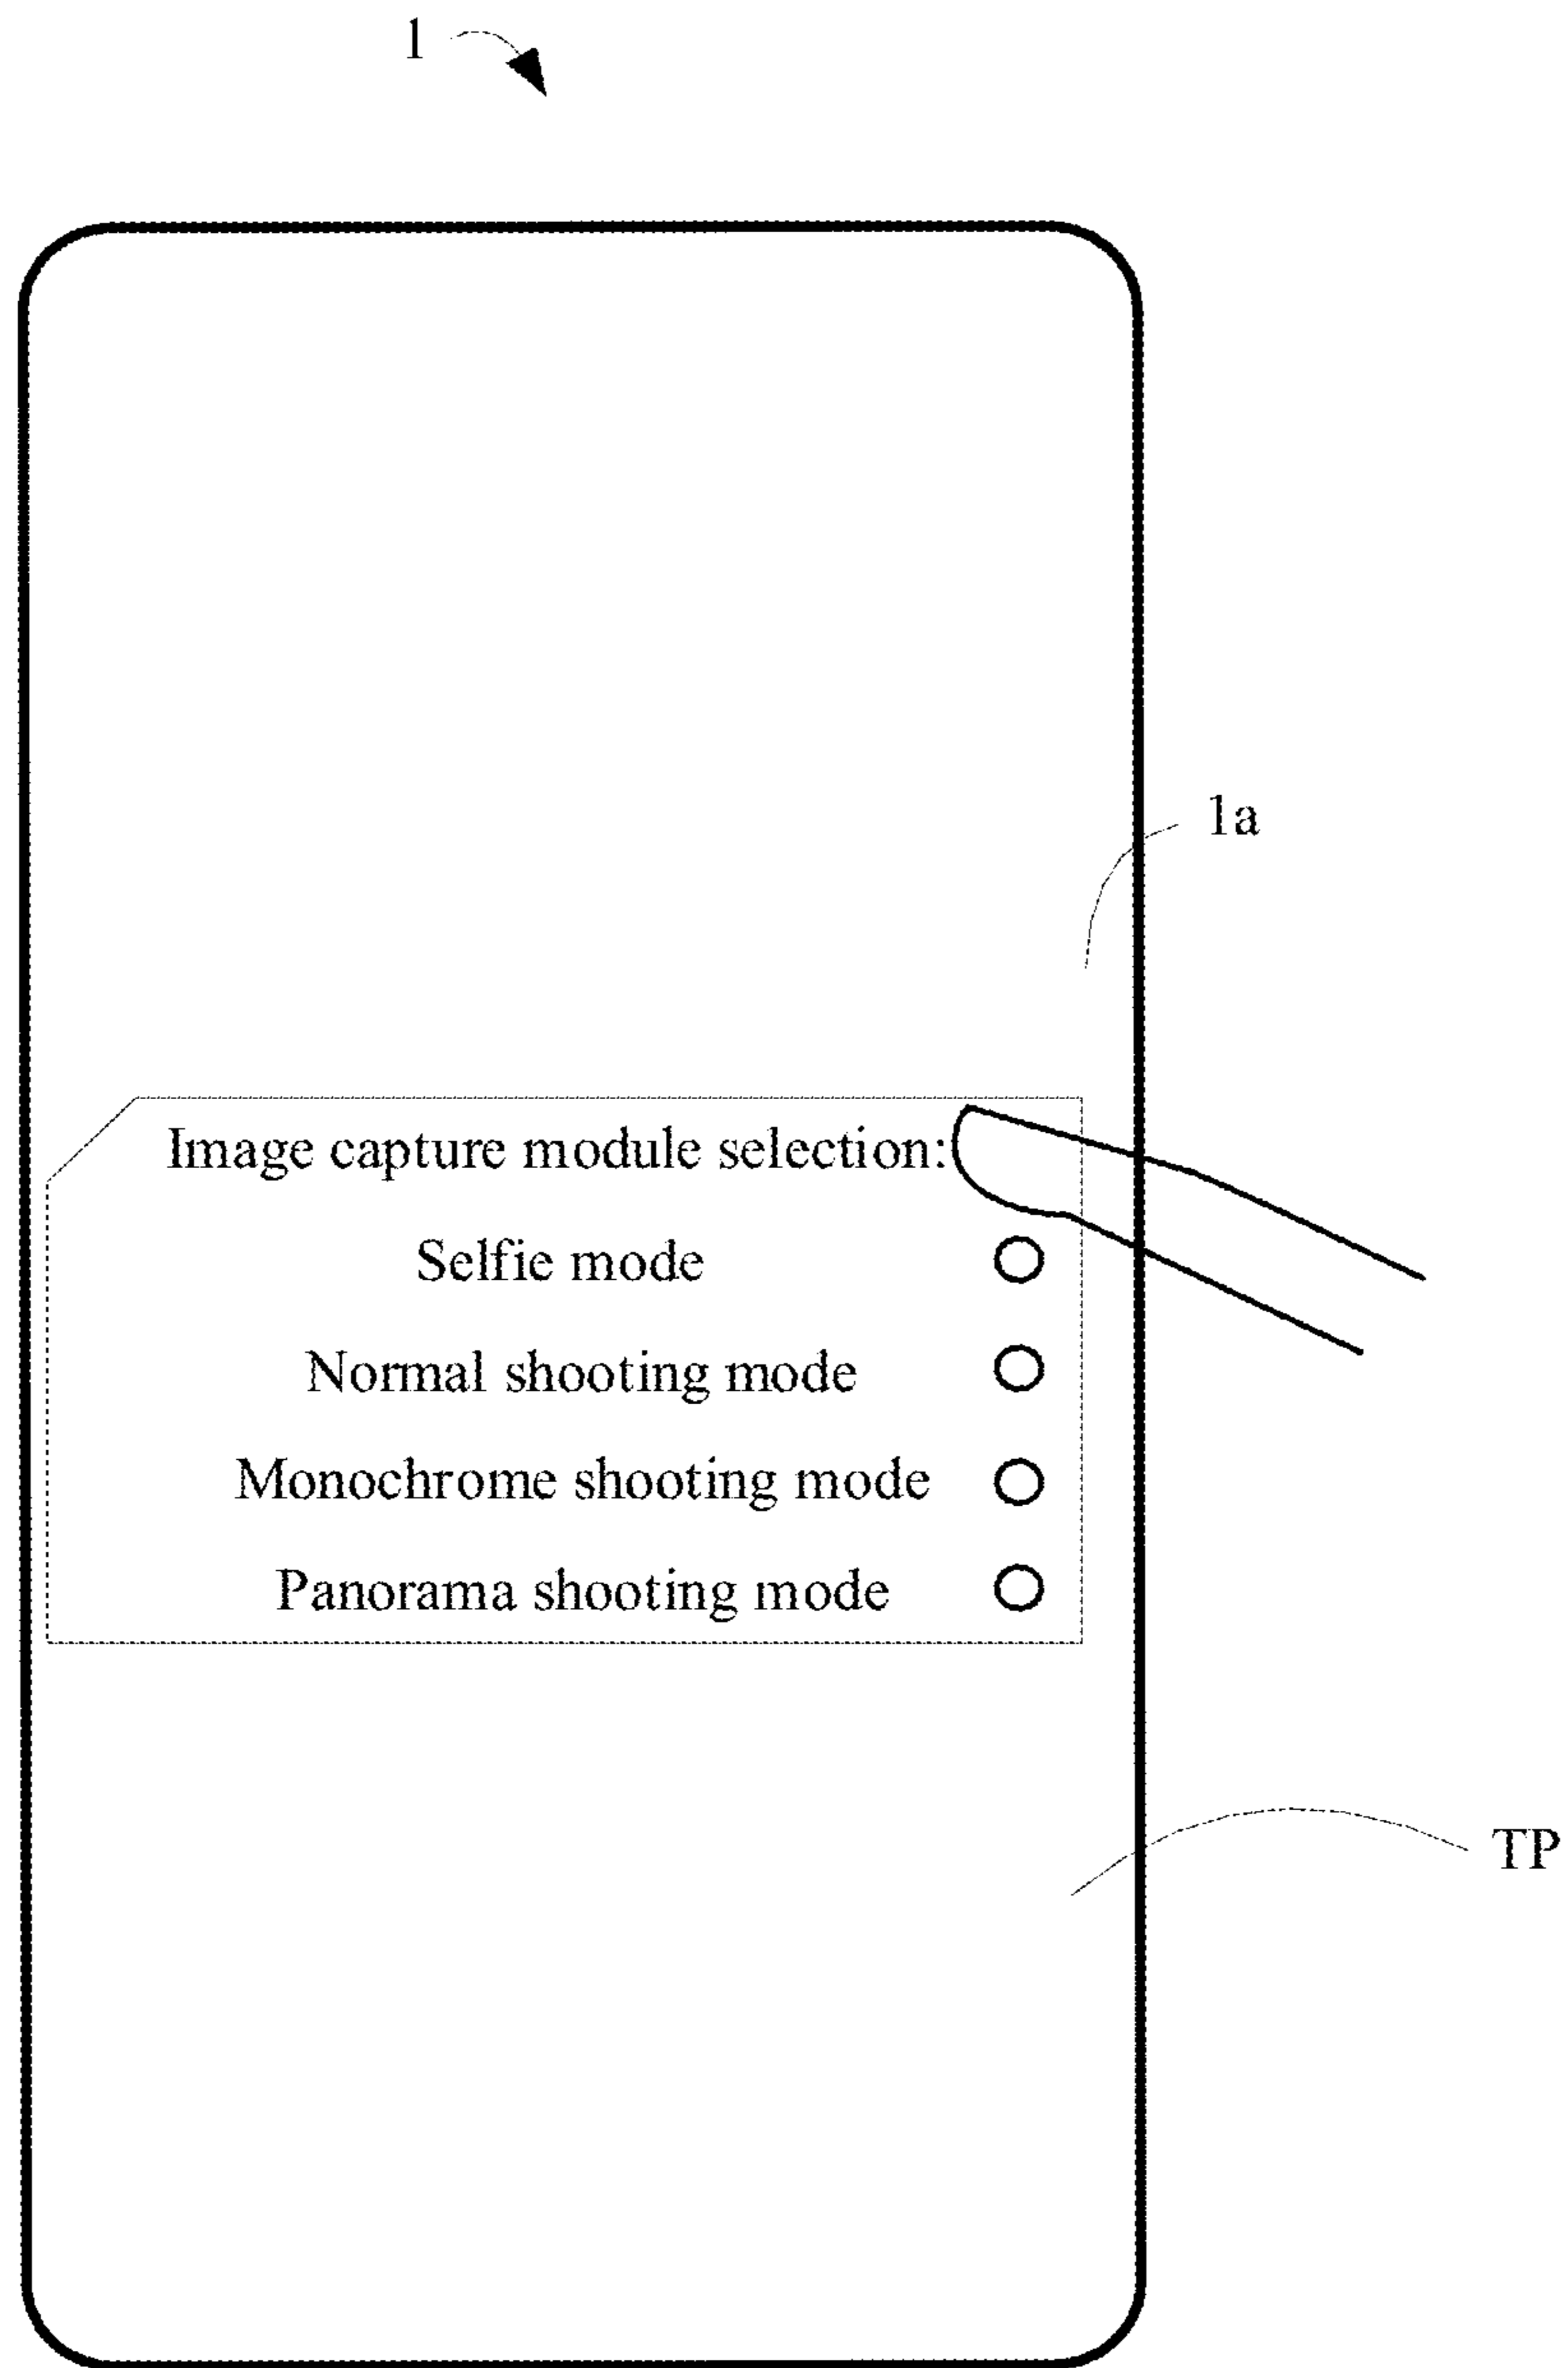 1
1a
Image capture module selection:
Selfie mode
Normal shooting mode
Monochrome shooting mode
Panorama shooting mode
TP